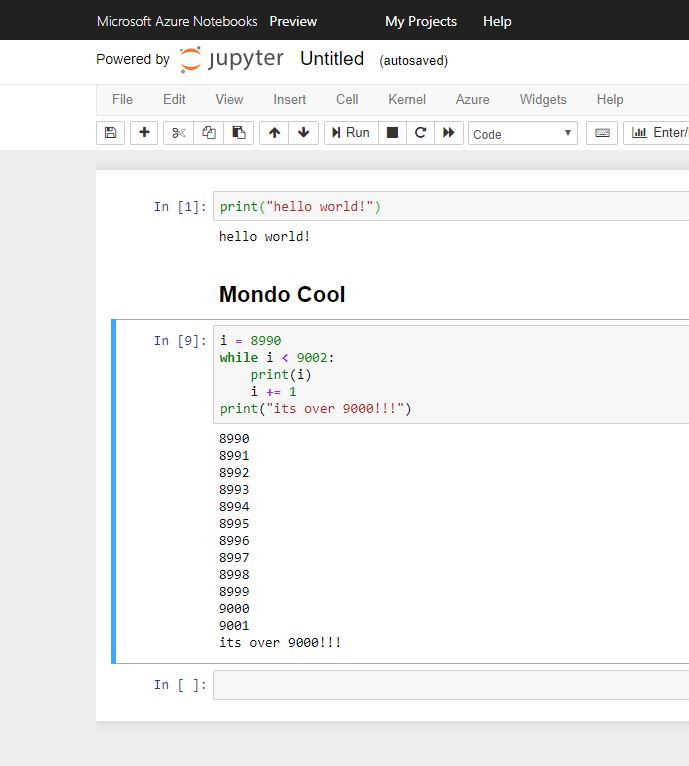 Microsoft Azure Notebooks Preview My Projects Help
Powered by jupyter Untitled (autosaved)
File Edit View Insert Cell Kernel Azure Widgets Help
Run Code Enter/
In [1]: print("hello world!")
hello world!
Mondo Cool
In [9]: i = 8990
while i < 9002:
    print(i)
    i += 1
print("its over 9000!!!")
8990
8991
8992
8993
8994
8995
8996
8997
8998
8999
9000
9001
its over 9000!!!
In [ ]: